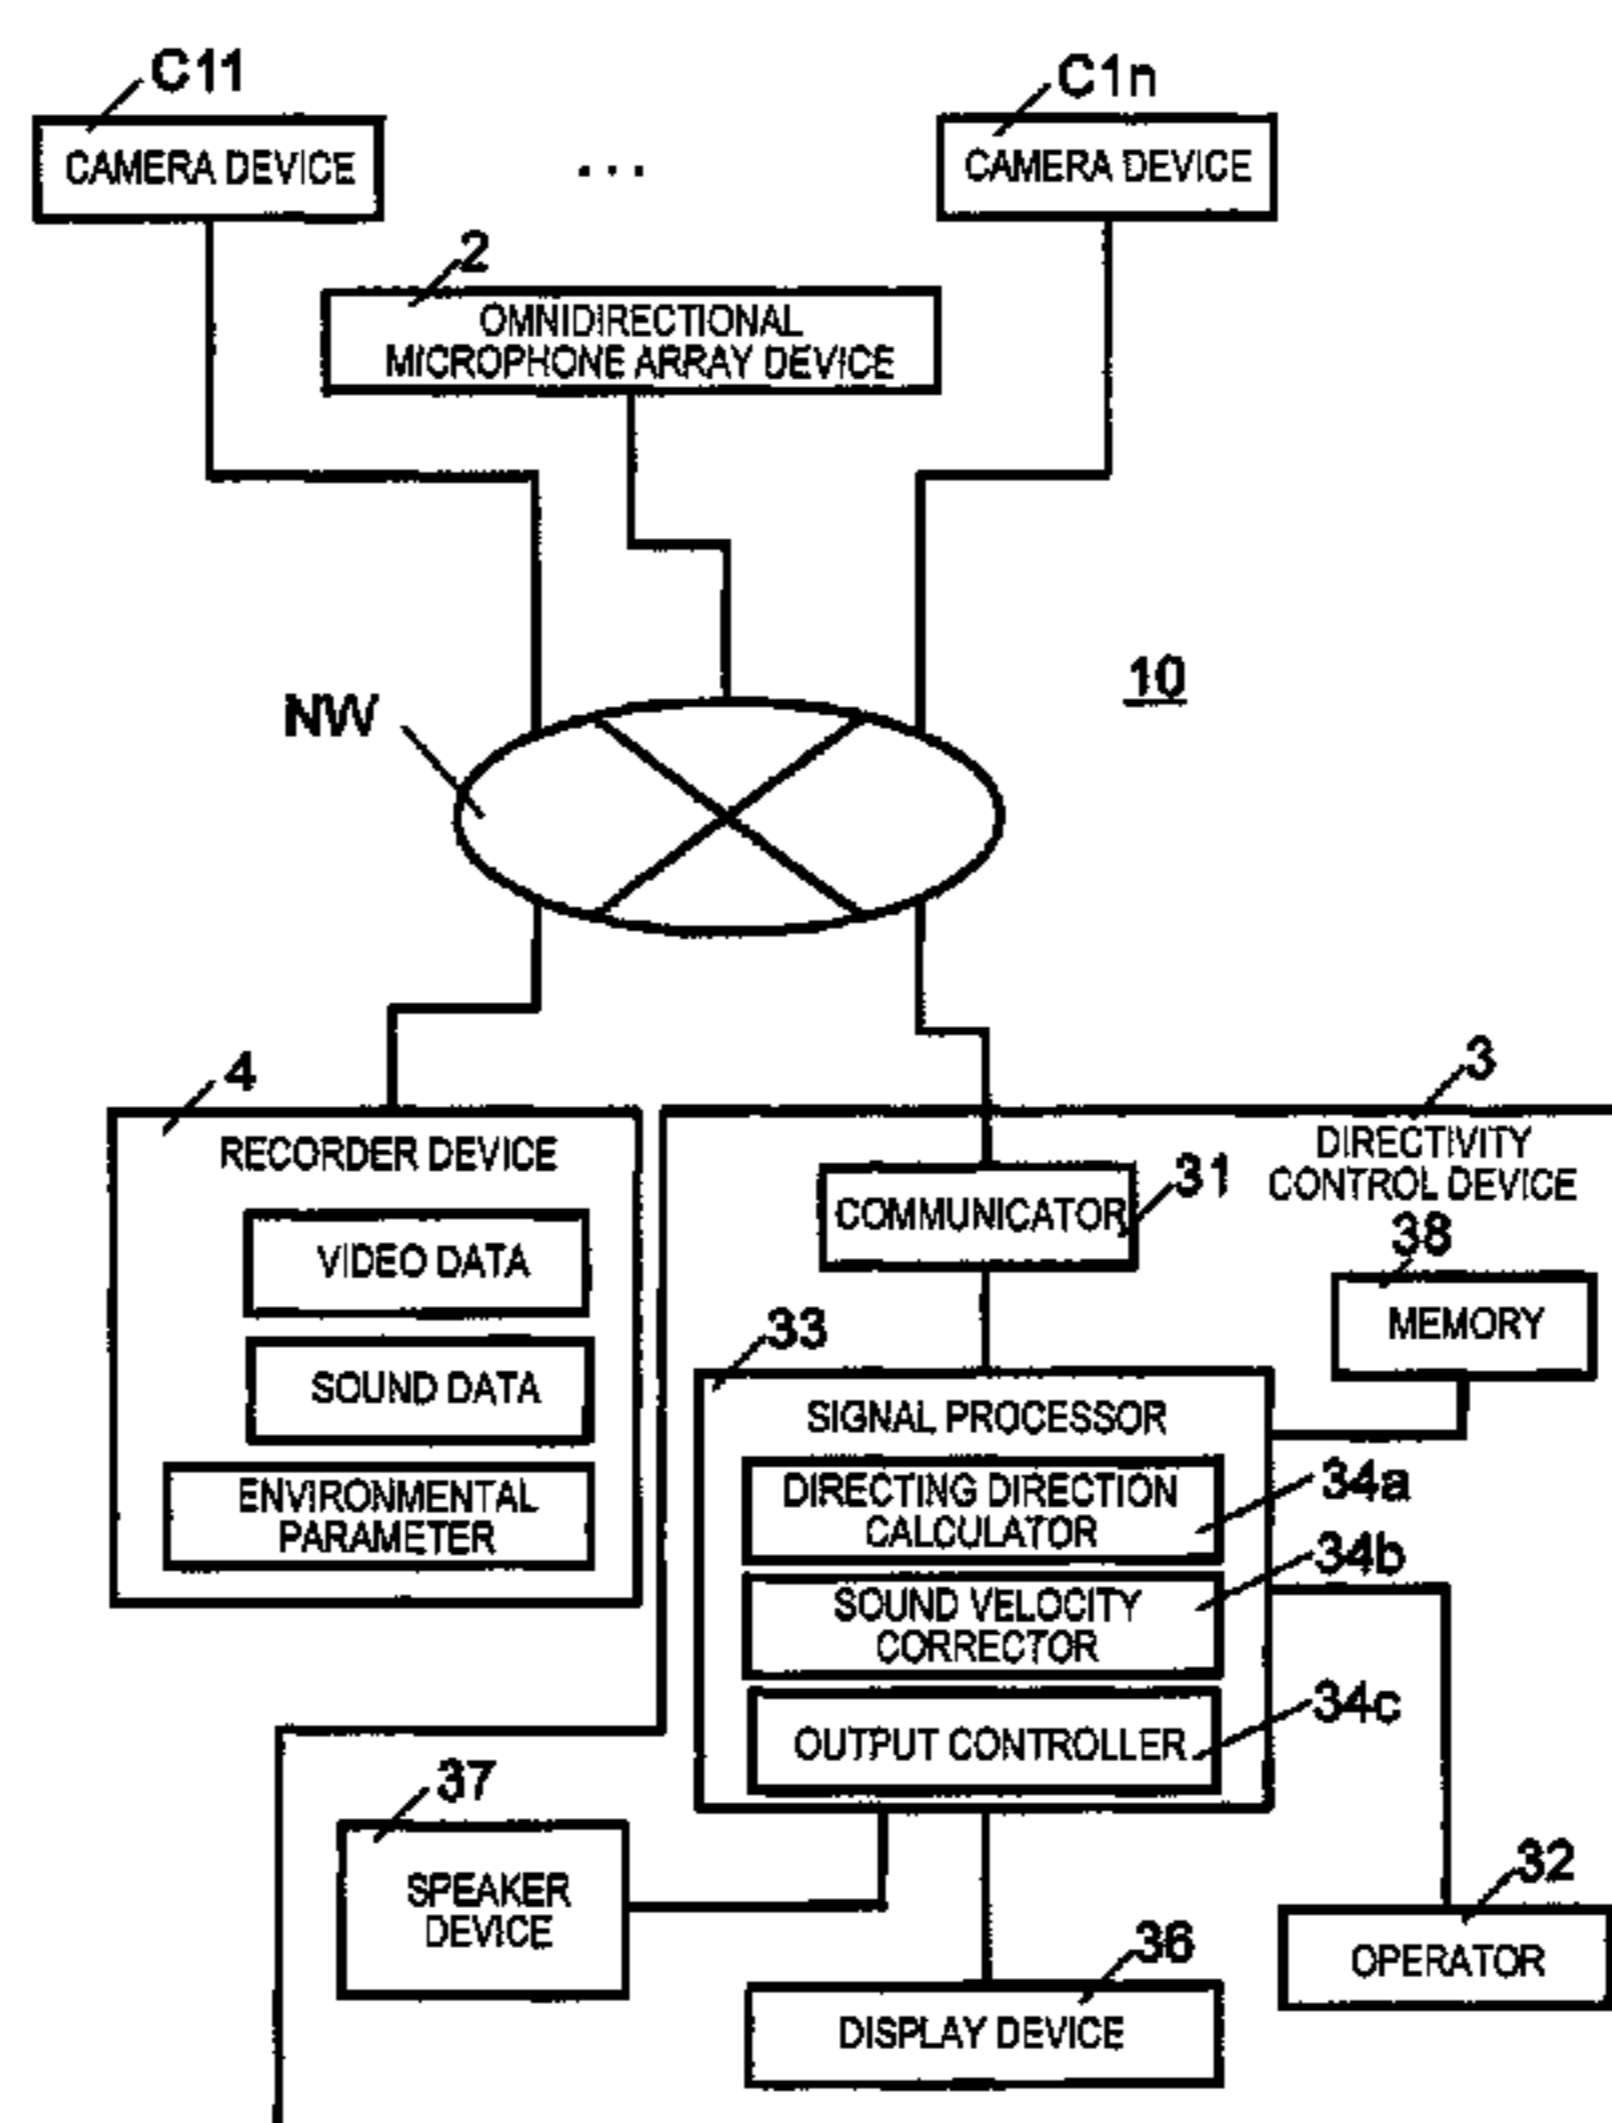 C11
C1n
CAMERA DEVICE
...
CAMERA DEVICE
2
OMNIDIRECTIONAL
MICROPHONE ARRAY DEVICE
10
NW
4
RECORDER DEVICE
VIDEO DATA
SOUND DATA
ENVIRONMENTAL
PARAMETER
3
DIRECTIVITY
CONTROL DEVICE
31
COMMUNICATOR
38
MEMORY
33
SIGNAL PROCESSOR
DIRECTING DIRECTION
CALCULATOR
34a
SOUND VELOCITY
CORRECTOR
34b
OUTPUT CONTROLLER
34c
37
SPEAKER
DEVICE
36
DISPLAY DEVICE
32
OPERATOR